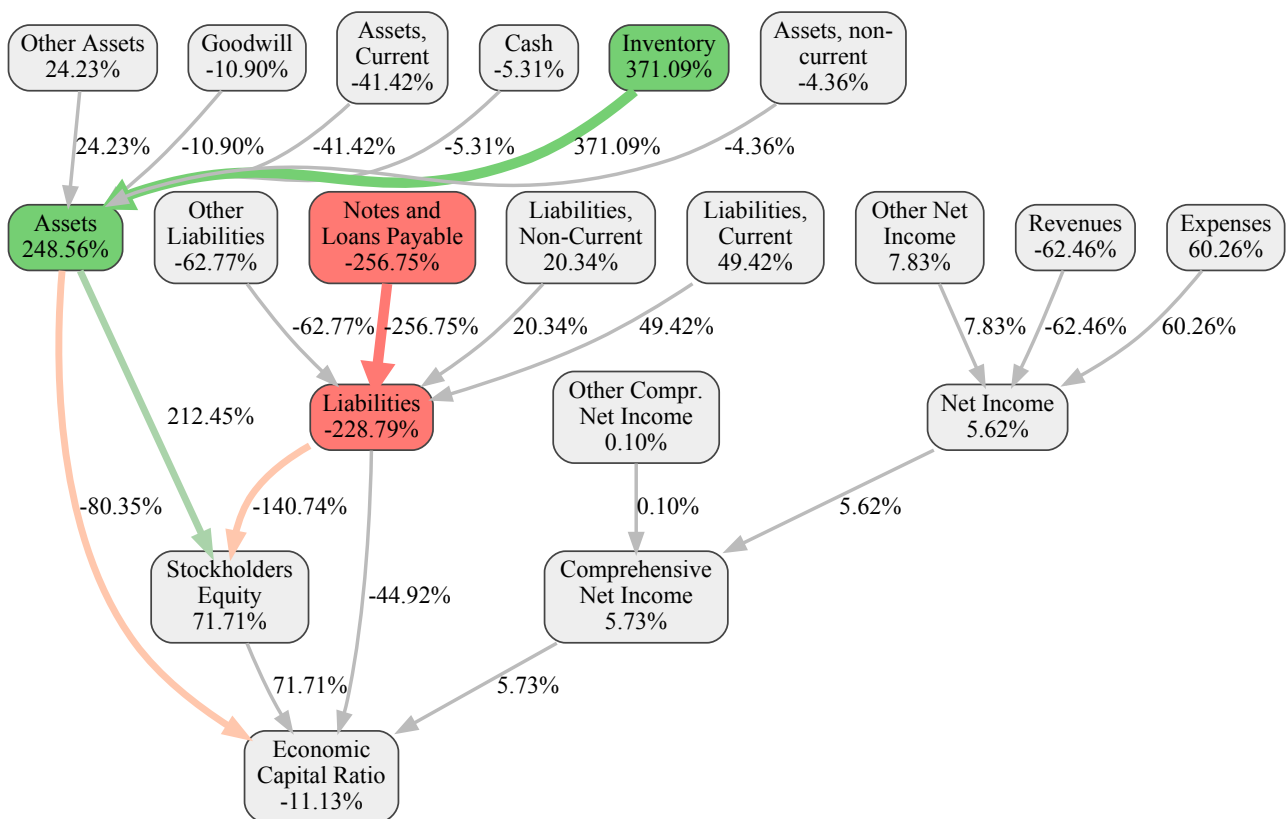 Other Assets
24.23%
Goodwill
-10.90%
Assets,
Current
-41.42%
Cash
-5.31%
Inventory
371.09%
Assets, non-
current
-4.36%
24.23%
-10.90%
-41.42%
-5.31%
371.09%
-4.36%
Assets
248.56%
Other
Liabilities
-62.77%
Notes and
Loans Payable
-256.75%
Liabilities,
Non-Current
20.34%
Liabilities,
Current
49.42%
Other Net
Income
7.83%
Revenues
-62.46%
Expenses
60.26%
-62.77%
-256.75%
20.34%
49.42%
7.83%
-62.46%
60.26%
Liabilities
-228.79%
Other Compr.
Net Income
0.10%
Net Income
5.62%
212.45%
-80.35%
-140.74%
0.10%
5.62%
Stockholders
Equity
71.71%
-44.92%
Comprehensive
Net Income
5.73%
71.71%
5.73%
Economic
Capital Ratio
-11.13%